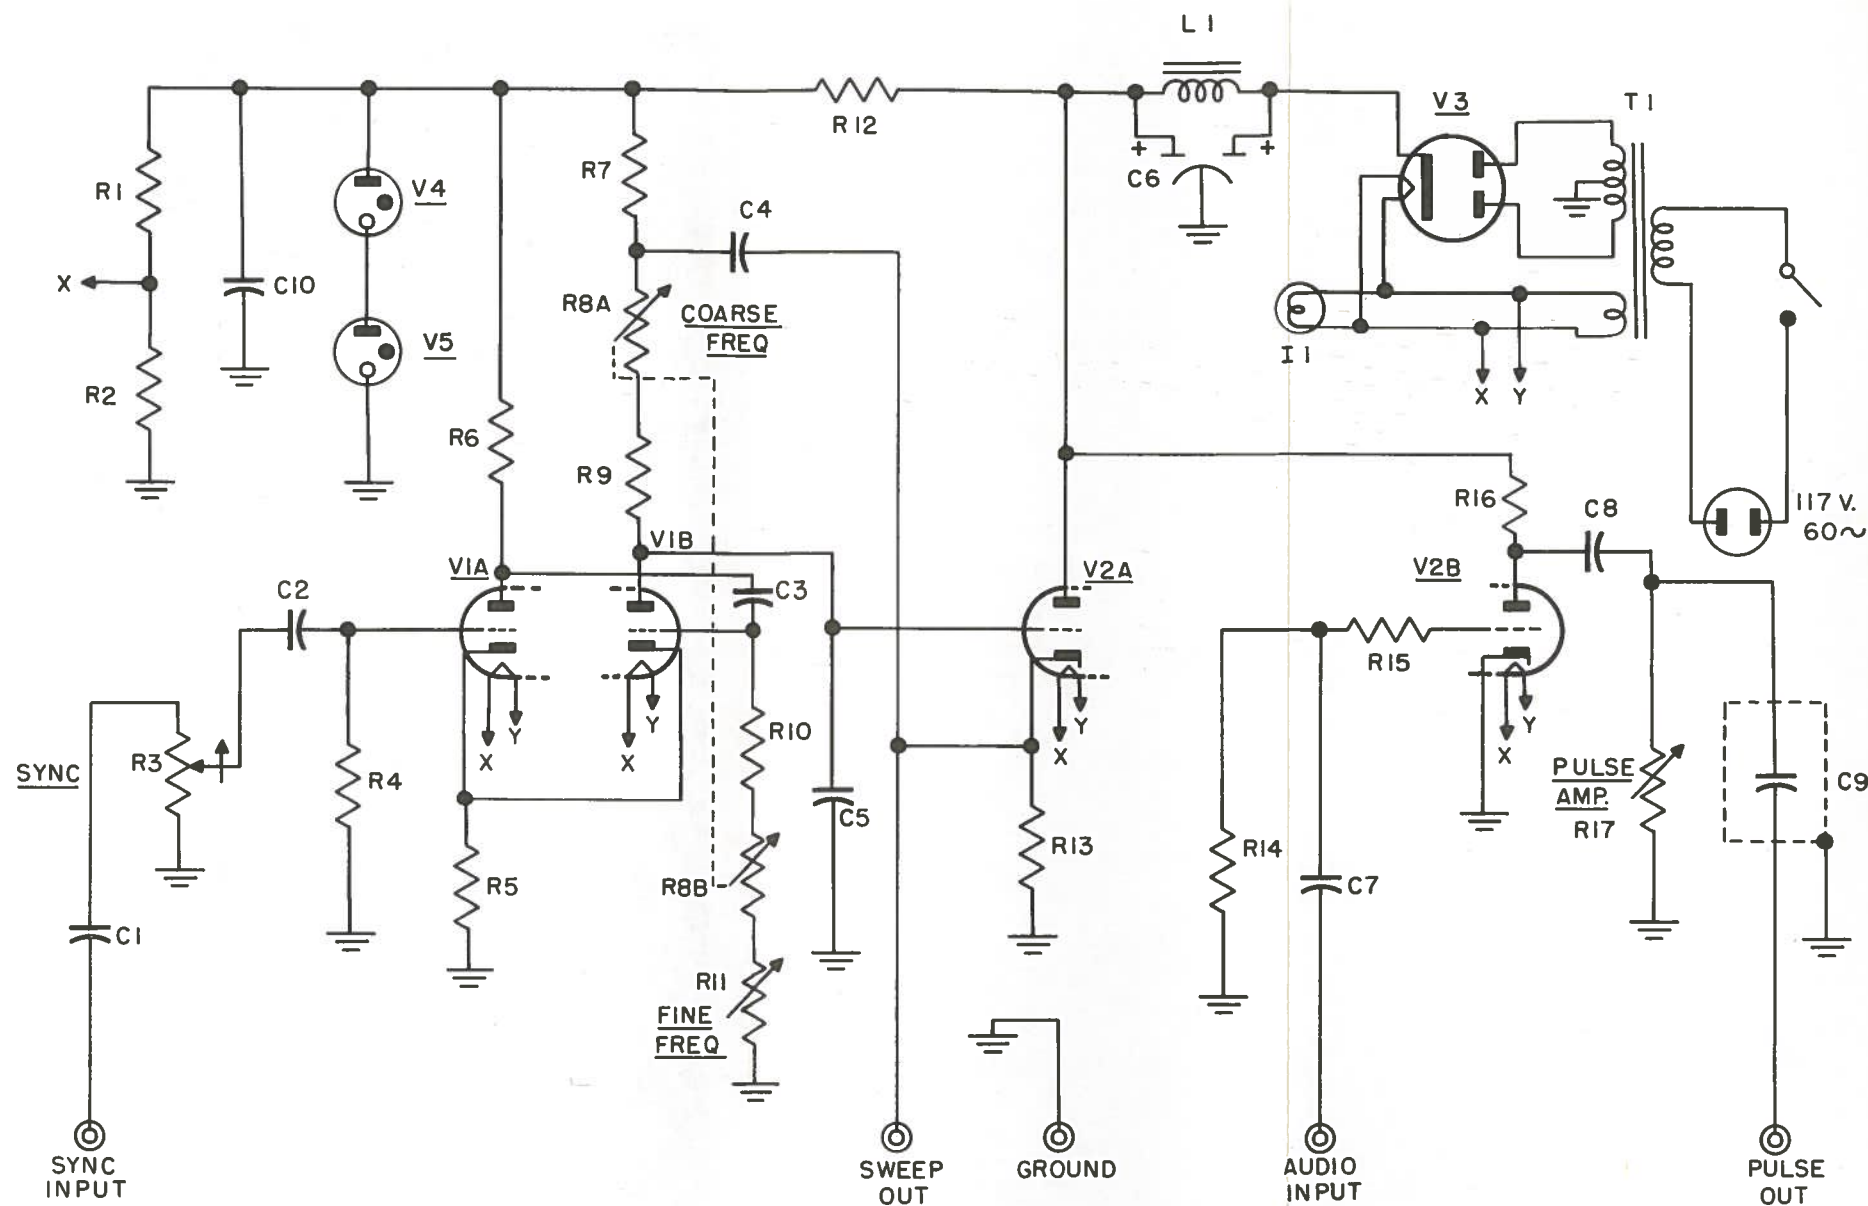 L1
V3
T1
R12
R7
R1
V4
C6
C4
X
C10
R8A
COARSE
FREQ
V5
I1
R2
X Y
R6
R9
R16
C8
117 V.
60~
V1B
V1A
V2A
V2B
C2
C3
R15
Y
Y
Y
Y
X
X
X
X
SYNC
R3
R4
R10
PULSE
AMP.
R17
C9
C5
R13
R14
R5
R8B
C7
C1
R11
FINE
FREQ
+
+
SYNC
INPUT
SWEEP
OUT
GROUND
AUDIO
INPUT
PULSE
OUT